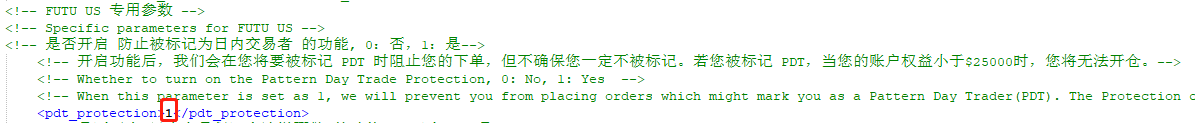 <!-- FUTU US 专用参数 -->
<!-- Specific parameters for FUTU US -->
<!-- 是否开启 防止被标记为日内交易者 的功能, 0: 否, 1: 是-->
<!-- 开启功能后，我们会在您将要被标记 PDT 时阻止您的下单，但不确保您一定不被标记。若您被标记 PDT，当您的账户权益小于$25000时，您将无法开仓。-->
<!-- Whether to turn on the Pattern Day Trade Protection, 0: No, 1: Yes  -->
<!-- When this parameter is set as 1, we will prevent you from placing orders which might mark you as a Pattern Day Trader(PDT). The Protection c
<pdt_protection>1</pdt_protection>